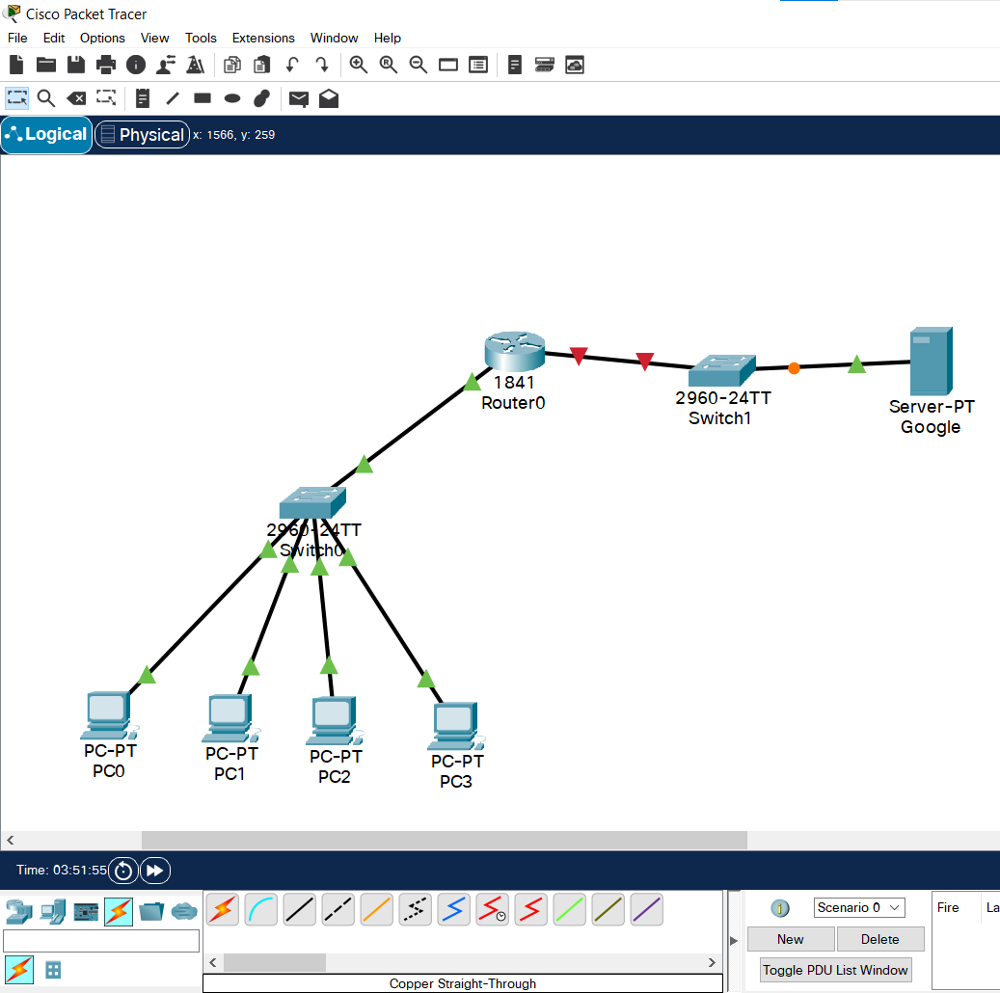 Cisco Packet Tracer
File Edit Options View Tools Extensions Window Help
Logical Physical x: 1566, y: 259
1841
Router0
2960-24TT
Switch1
Server-PT
Google
2960-24TT
Switch0
PC-PT
PC0
PC-PT
PC1
PC-PT
PC2
PC-PT
PC3
Time: 03:51:55
Scenario 0
Fire La
New Delete
Toggle PDU List Window
Copper Straight-Through